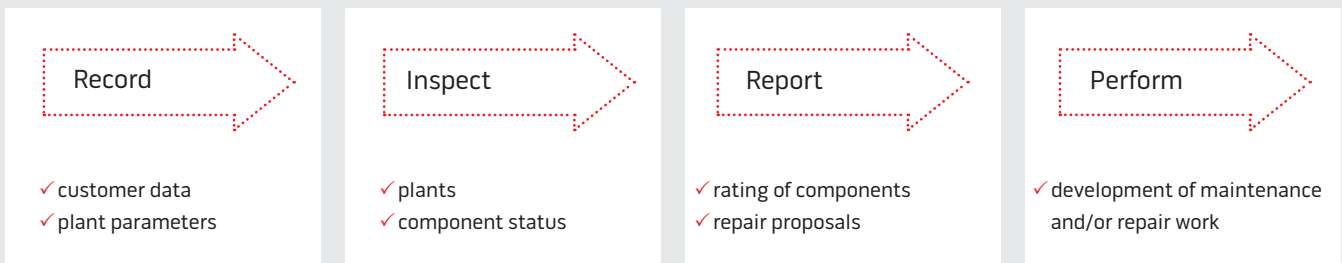 Record
✓ customer data
✓ plant parameters
Inspect
✓ plants
✓ component status
Report
✓ rating of components
✓ repair proposals
Perform
✓ development of maintenance
and/or repair work